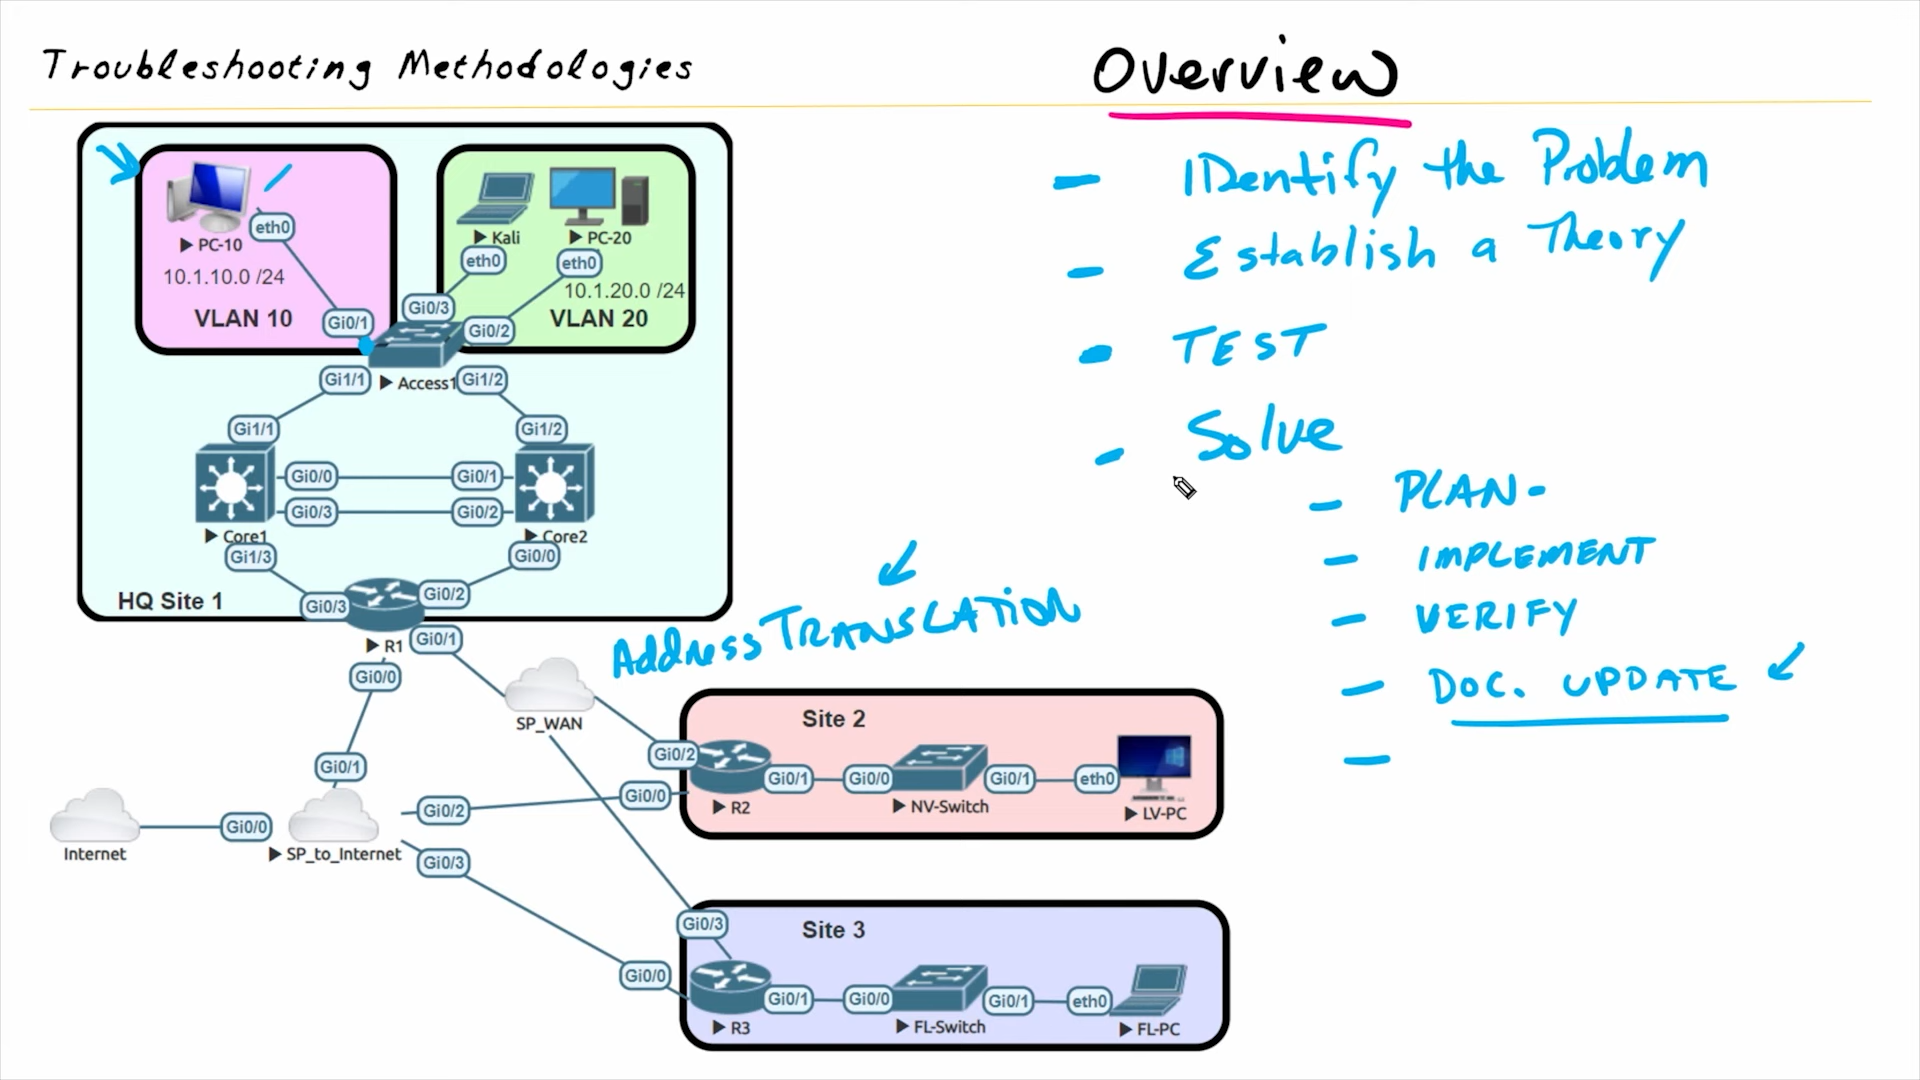 Troubleshooting Methodologies
Overview
- IDentify the Problem
- Establish a Theory
- TEST
- Solve
- PLAN-
- IMPLEMENT
- VERIFY
- DOC. UPDATE
-
eth0
PC-10
10.1.10.0 /24
VLAN 10
Gi0/1
Kali
PC-20
eth0
eth0
10.1.20.0 /24
Gi0/3
VLAN 20
Gi0/2
Gi1/1
Access1
Gi1/2
Gi1/1
Gi1/2
Gi0/0
Gi0/1
Gi0/3
Gi0/2
Core1
Core2
Gi1/3
Gi0/0
HQ Site 1
Gi0/3
Gi0/2
R1
Gi0/1
Gi0/0
Address TRANSLATION
SP_WAN
Site 2
Gi0/2
Gi0/1
Gi0/0
Gi0/1
eth0
R2
NV-Switch
LV-PC
Gi0/1
Gi0/0
Gi0/2
Internet
Gi0/0
SP_to_Internet
Gi0/3
Site 3
Gi0/3
Gi0/0
Gi0/1
Gi0/0
Gi0/1
eth0
R3
FL-Switch
FL-PC